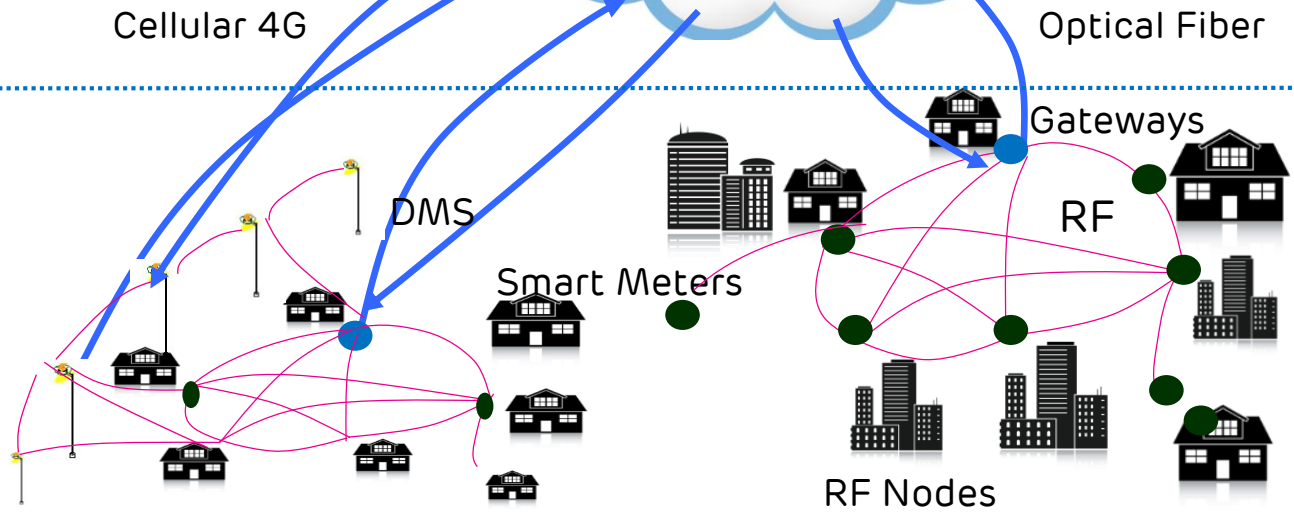 Cellular 4G
Optical Fiber
Gateways
DMS
RF
Smart Meters
RF Nodes